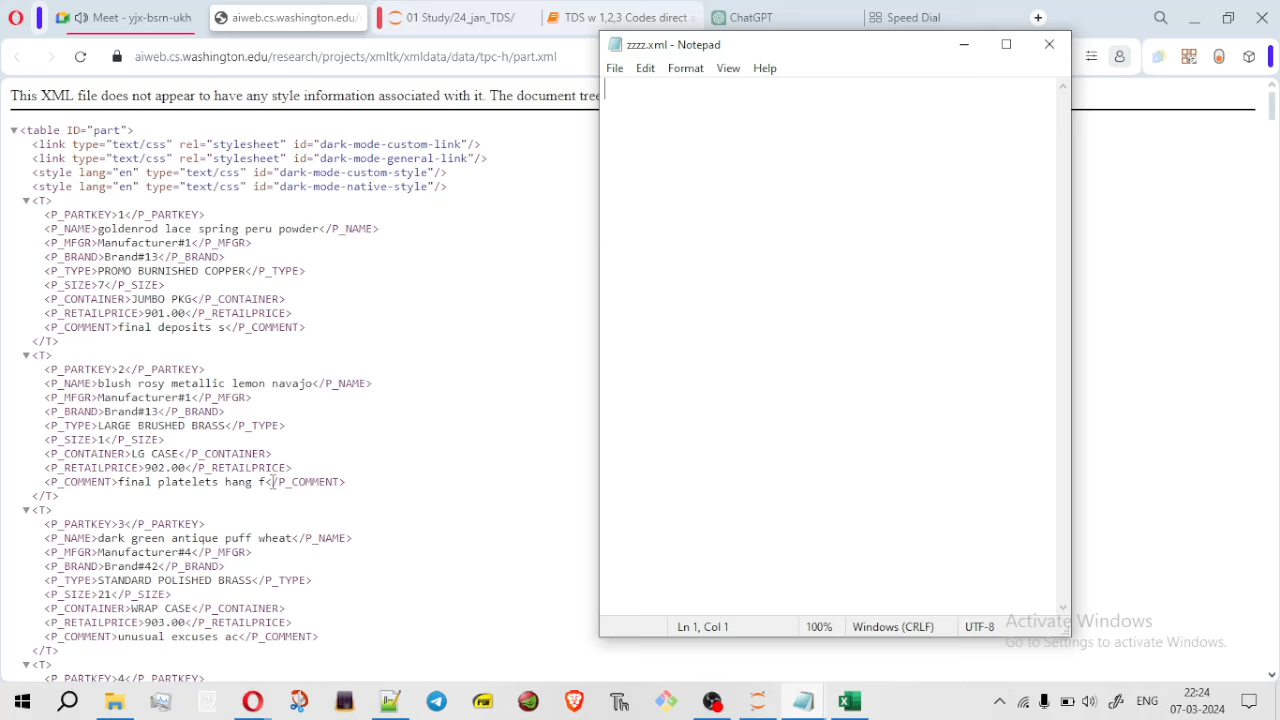 Meet - yjx-bsrn-ukh
aiweb.cs.washington.edu/
01 Study/24_jan_TDS/
TDS w 1,2,3 Codes direct
ChatGPT
Speed Dial
aiweb.cs.washington.edu/research/projects/xmltk/xmldata/data/tpc-h/part.xml
zzzz.xml - Notepad
File Edit Format View Help
This XML file does not appear to have any style information associated with it. The document tree
▼<table ID="part">
<link type="text/css" rel="stylesheet" id="dark-mode-custom-link"/>
<link type="text/css" rel="stylesheet" id="dark-mode-general-link"/>
<style lang="en" type="text/css" id="dark-mode-custom-style"/>
<style lang="en" type="text/css" id="dark-mode-native-style"/>
▼<T>
<P_PARTKEY>1</P_PARTKEY>
<P_NAME>goldenrod lace spring peru powder</P_NAME>
<P_MFGR>Manufacturer#1</P_MFGR>
<P_BRAND>Brand#13</P_BRAND>
<P_TYPE>PROMO BURNISHED COPPER</P_TYPE>
<P_SIZE>7</P_SIZE>
<P_CONTAINER>JUMBO PKG</P_CONTAINER>
<P_RETAILPRICE>901.00</P_RETAILPRICE>
<P_COMMENT>final deposits s</P_COMMENT>
</T>
▼<T>
<P_PARTKEY>2</P_PARTKEY>
<P_NAME>blush rosy metallic lemon navajo</P_NAME>
<P_MFGR>Manufacturer#1</P_MFGR>
<P_BRAND>Brand#13</P_BRAND>
<P_TYPE>LARGE BRUSHED BRASS</P_TYPE>
<P_SIZE>1</P_SIZE>
<P_CONTAINER>LG CASE</P_CONTAINER>
<P_RETAILPRICE>902.00</P_RETAILPRICE>
<P_COMMENT>final platelets hang f</P_COMMENT>
</T>
▼<T>
<P_PARTKEY>3</P_PARTKEY>
<P_NAME>dark green antique puff wheat</P_NAME>
<P_MFGR>Manufacturer#4</P_MFGR>
<P_BRAND>Brand#42</P_BRAND>
<P_TYPE>STANDARD POLISHED BRASS</P_TYPE>
<P_SIZE>21</P_SIZE>
<P_CONTAINER>WRAP CASE</P_CONTAINER>
<P_RETAILPRICE>903.00</P_RETAILPRICE>
<P_COMMENT>unusual excuses ac</P_COMMENT>
</T>
▼<T>
<P_PARTKEY>4</P_PARTKEY>
Ln 1, Col 1
100%
Windows (CRLF)
UTF-8
Activate Windows
Go to Settings to activate Windows.
ENG
22:24
07-03-2024